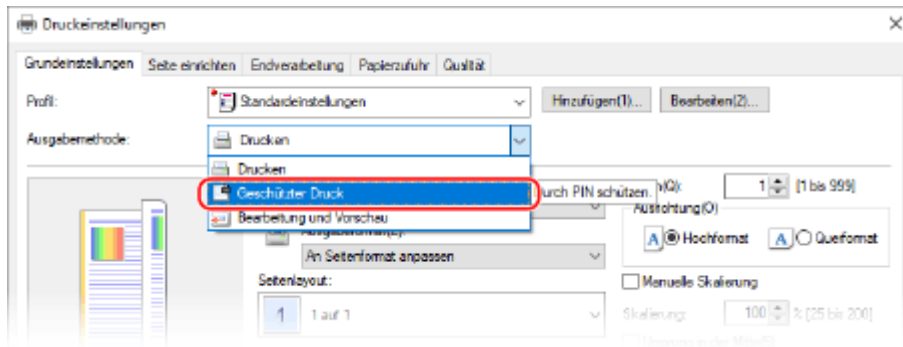 Druckeinstellungen
Grundeinstellungen Seite einrichten Endverarbeitung Papierzufuhr Qualität
Profil: Standardeinstellungen Hinzufügen(1)... Bearbeiten(2)...
Ausgabemethode: Drucken
Drucken
Geschützter Druck durch PIN schützen. (Q): 1 [1 bis 999]
Bearbeitung und Vorschau Ausrichtung(O)
A Hochformat A Querformat
An Seitenformat anpassen
Seitenlayout: Manuelle Skalierung
1 1 auf 1 Skalierung: 100 % [25 bis 200]